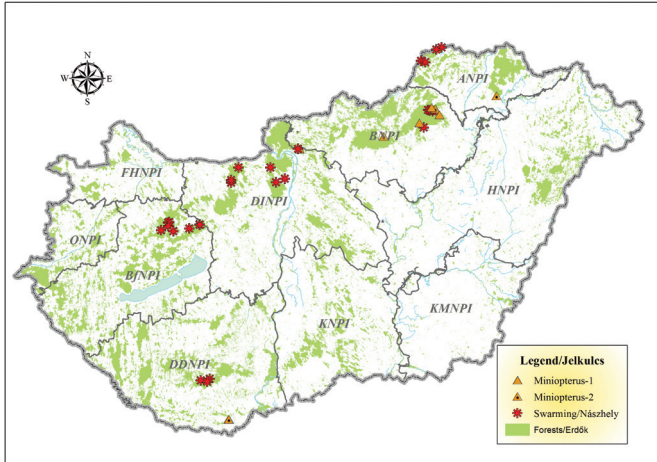 N
W E
S
ANPI
BNPI
FHNPI
HNPI
DINPI
ONPI
BfNPI
KMNPI
KNPI
DDNPI
Legend/Jelkulcs
Miniopterus-1
Miniopterus-2
Swarming/Nászhely
Forests/Erdők